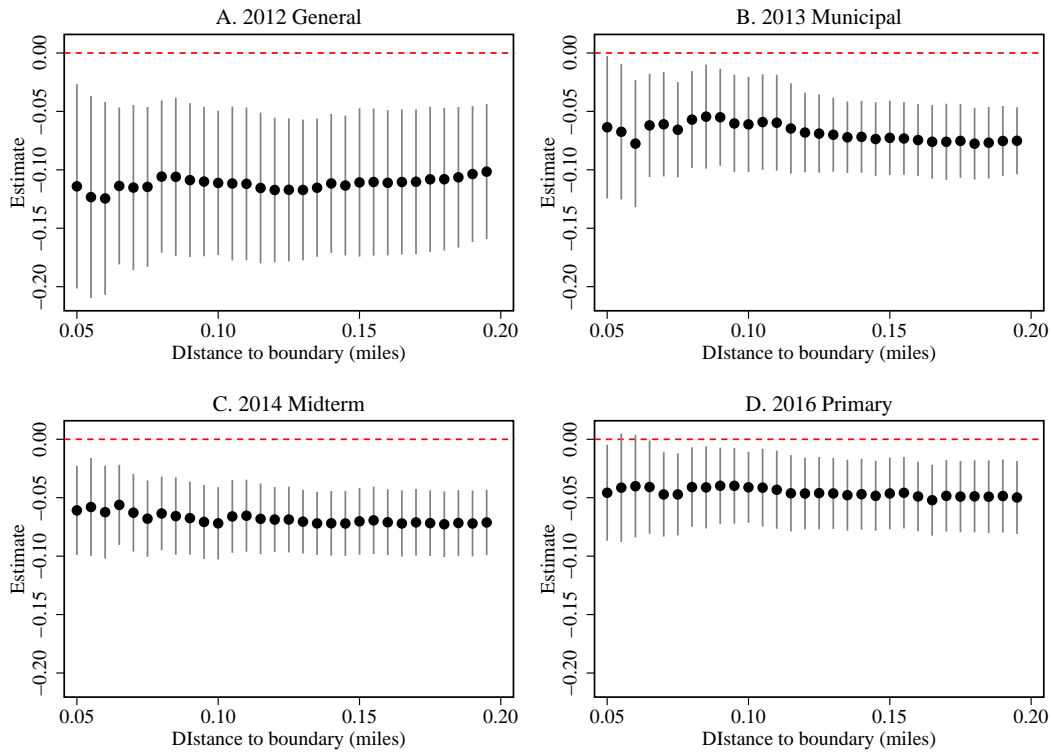 A. 2012 General
Estimate
0.00
−0.05
−0.10
−0.15
−0.20
0.05 0.10 0.15 0.20
DIstance to boundary (miles)
B. 2013 Municipal
Estimate
0.00
−0.05
−0.10
−0.15
−0.20
0.05 0.10 0.15 0.20
DIstance to boundary (miles)
C. 2014 Midterm
Estimate
0.00
−0.05
−0.10
−0.15
−0.20
0.05 0.10 0.15 0.20
DIstance to boundary (miles)
D. 2016 Primary
Estimate
0.00
−0.05
−0.10
−0.15
−0.20
0.05 0.10 0.15 0.20
DIstance to boundary (miles)